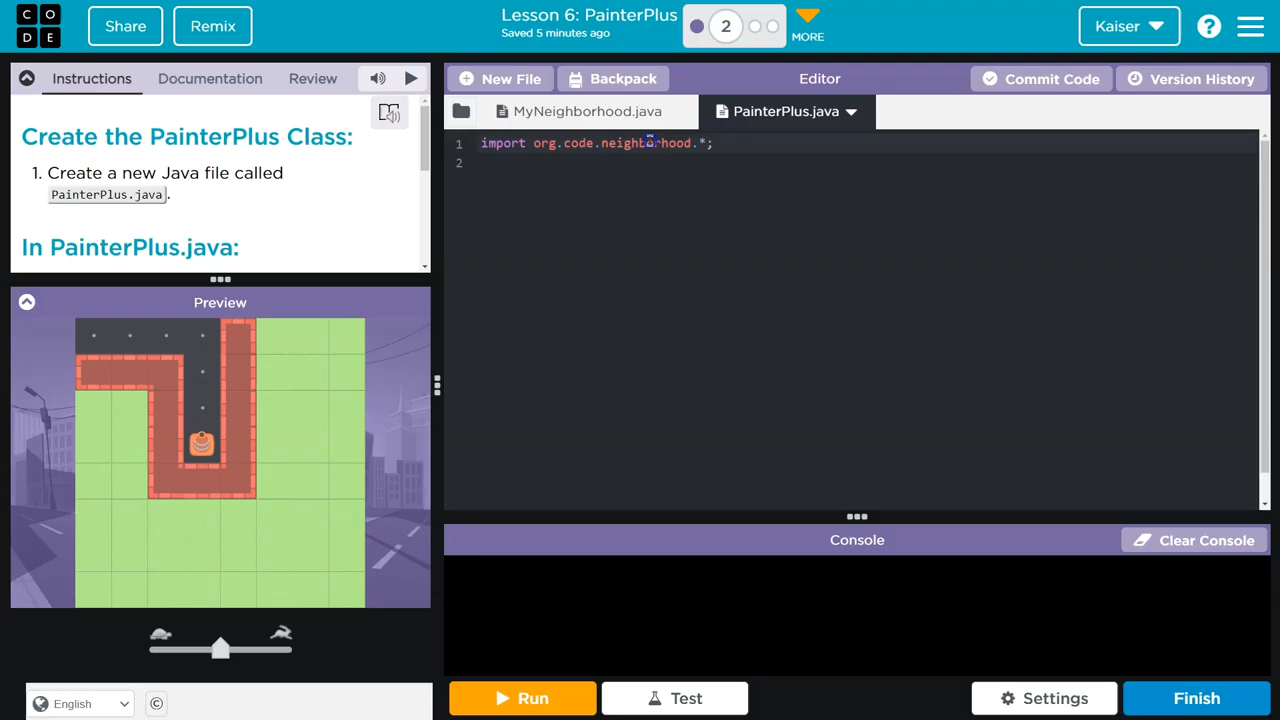 C O
D E
Share
Remix
Lesson 6: PainterPlus
Saved 5 minutes ago
2
MORE
Kaiser
?
Instructions
Documentation
Review
New File
Backpack
Editor
Commit Code
Version History
MyNeighborhood.java
PainterPlus.java
Create the PainterPlus Class:
1. Create a new Java file called
PainterPlus.java.
In PainterPlus.java:
1 import org.code.neighborhood.*;
2
Preview
Console
Clear Console
English
©
Run
Test
Settings
Finish